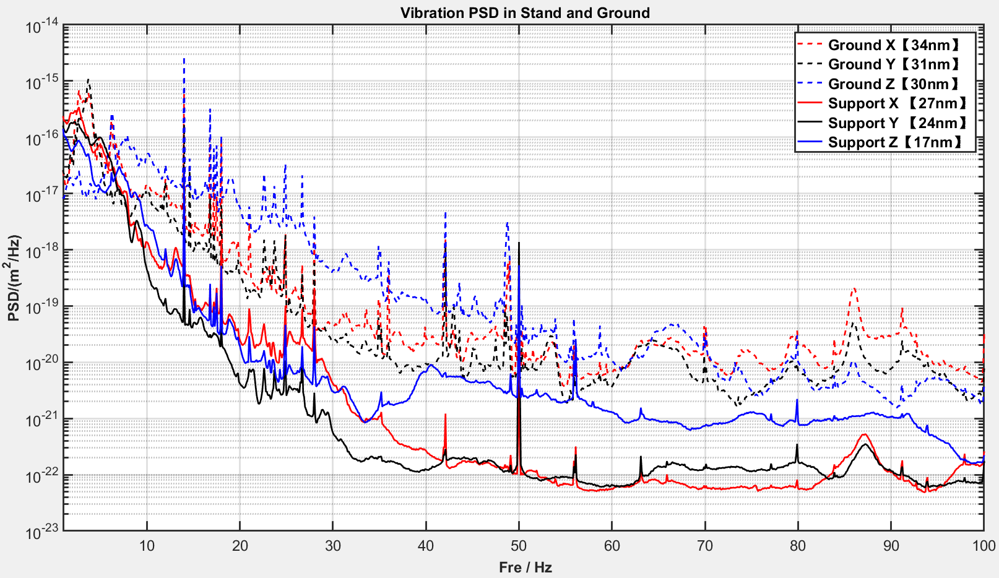 Vibration PSD in Stand and Ground
10-14
10-15
10-16
10-17
10-18
10-19
10-20
10-21
10-22
10-23
PSD/(m2/Hz)
Ground X【34nm】
Ground Y【31nm】
Ground Z【30nm】
Support X 【27nm】
Support Y 【24nm】
Support Z【17nm】
10 20 30 40 50 60 70 80 90 100
Fre / Hz